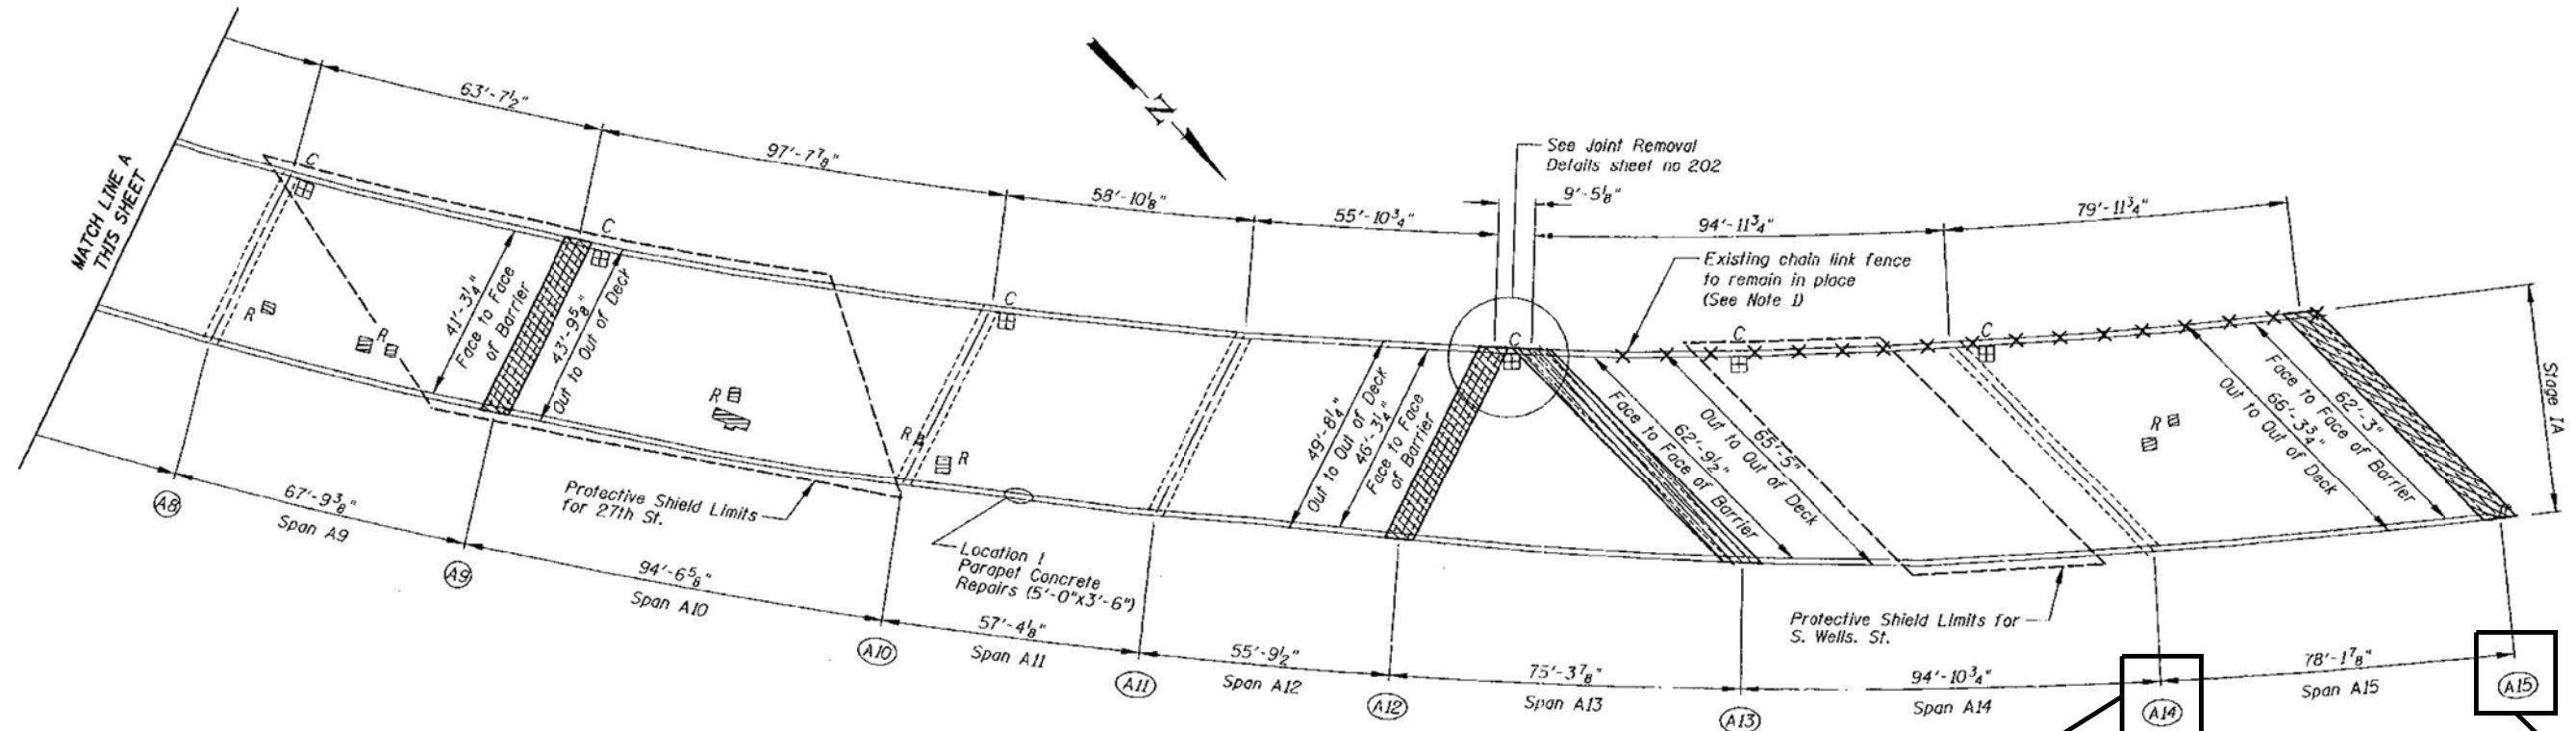 MATCH LINE A
THIS SHEET
63'-7½"
97'-7⅞"
58'-10⅛"
55'-10¾"
9'-5⅛"
94'-11¾"
79'-11¾"
N
See Joint Removal
Details sheet no 202
Existing chain link fence
to remain in place
(See Note 1)
C
C
C
C
C
C
R
R
R
R
R
R
41'-3¼"
Face to Face
of Barrier
43'-9⅝"
Out to Out of Deck
49'-8¼"
Out to Out of Deck
46'-3¼"
Face to Face
of Barrier
62'-9½"
Face to Face of Barrier
65'-5"
Out to Out of Deck
66'-3¾"
Out to Out of Deck
62'-3"
Face to Face of Barrier
Stage IA
Protective Shield Limits
for 27th St.
Location 1
Parapet Concrete
Repairs (5'-0"x3'-6")
Protective Shield Limits for
S. Wells. St.
67'-9⅜"
Span A9
94'-6⅝"
Span A10
57'-4⅛"
Span A11
55'-9½"
Span A12
75'-3⅞"
Span A13
94'-10¾"
Span A14
78'-1⅞"
Span A15
A8
A9
A10
A11
A12
A13
A14
A15